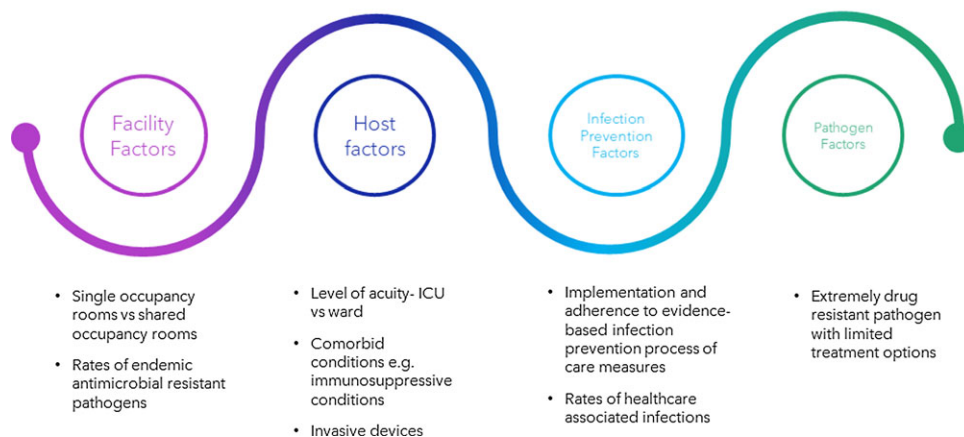 Facility
Factors
Host
factors
Infection
Prevention
Factors
Pathogen
Factors
• Single occupancy
rooms vs shared
occupancy rooms
• Rates of endemic
antimicrobial resistant
pathogens
• Level of acuity- ICU
vs ward
• Comorbid
conditions e.g.
immunosuppressive
conditions
• Invasive devices
• Implementation and
adherence to evidence-
based infection
prevention process of
care measures
• Rates of healthcare
associated infections
• Extremely drug
resistant pathogen
with limited
treatment options